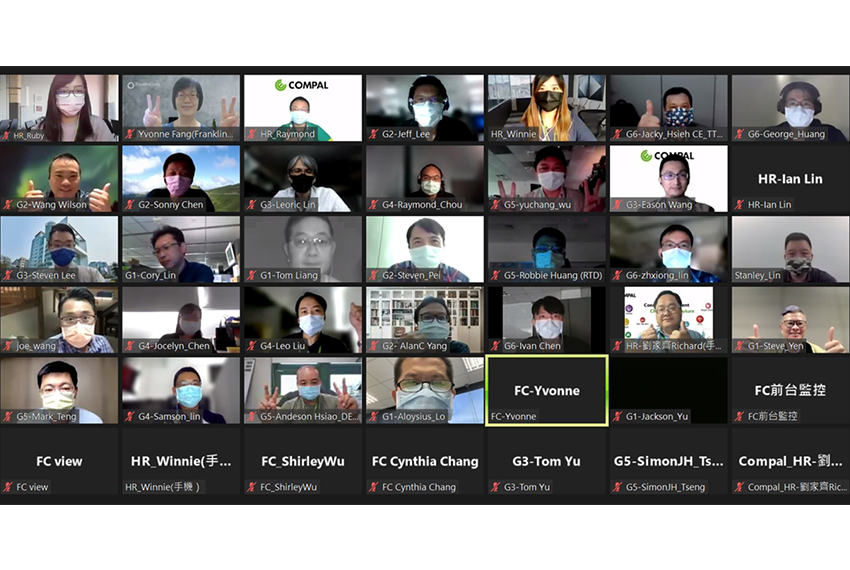 COMPAL
HR_Ruby
Yvonne Fang(Franklin...
HR_Raymond
G2-Jeff_Lee
HR_Winnie
G6-Jacky_Hsieh CE_TT...
G6-George_Huang
COMPAL
HR-Ian Lin
G2-Wang Wilson
G2-Sonny Chen
G3-Leoric Lin
G4-Raymond_Chou
G5-yuchang_wu
G3-Eason Wang
HR-Ian Lin
G3-Steven Lee
G1-Cory_Lin
G1-Tom Liang
G2-Steven_Pei
G5-Robbie Huang (RTD)
G6-zhxiong_lin
Stanley_Lin
joe_wang
G4-Jocelyn_Chen
G4-Leo Liu
G2- AlanC Yang
G6-Ivan Chen
HR-劉家齊Richard(手...
G1-Steve_Yen
FC-Yvonne
FC前台監控
G5-Mark_Teng
G4-Samson_lin
G5-Andeson Hsiao_DE...
G1-Aloysius_Lo
FC-Yvonne
G1-Jackson_Yu
FC前台監控
FC view
HR_Winnie(手...
FC_ShirleyWu
FC Cynthia Chang
G3-Tom Yu
G5-SimonJH_Ts...
Compal_HR-劉...
FC view
HR_Winnie(手機)
FC_ShirleyWu
FC Cynthia Chang
G3-Tom Yu
G5-SimonJH_Tseng
Compal_HR-劉家齊Ric...